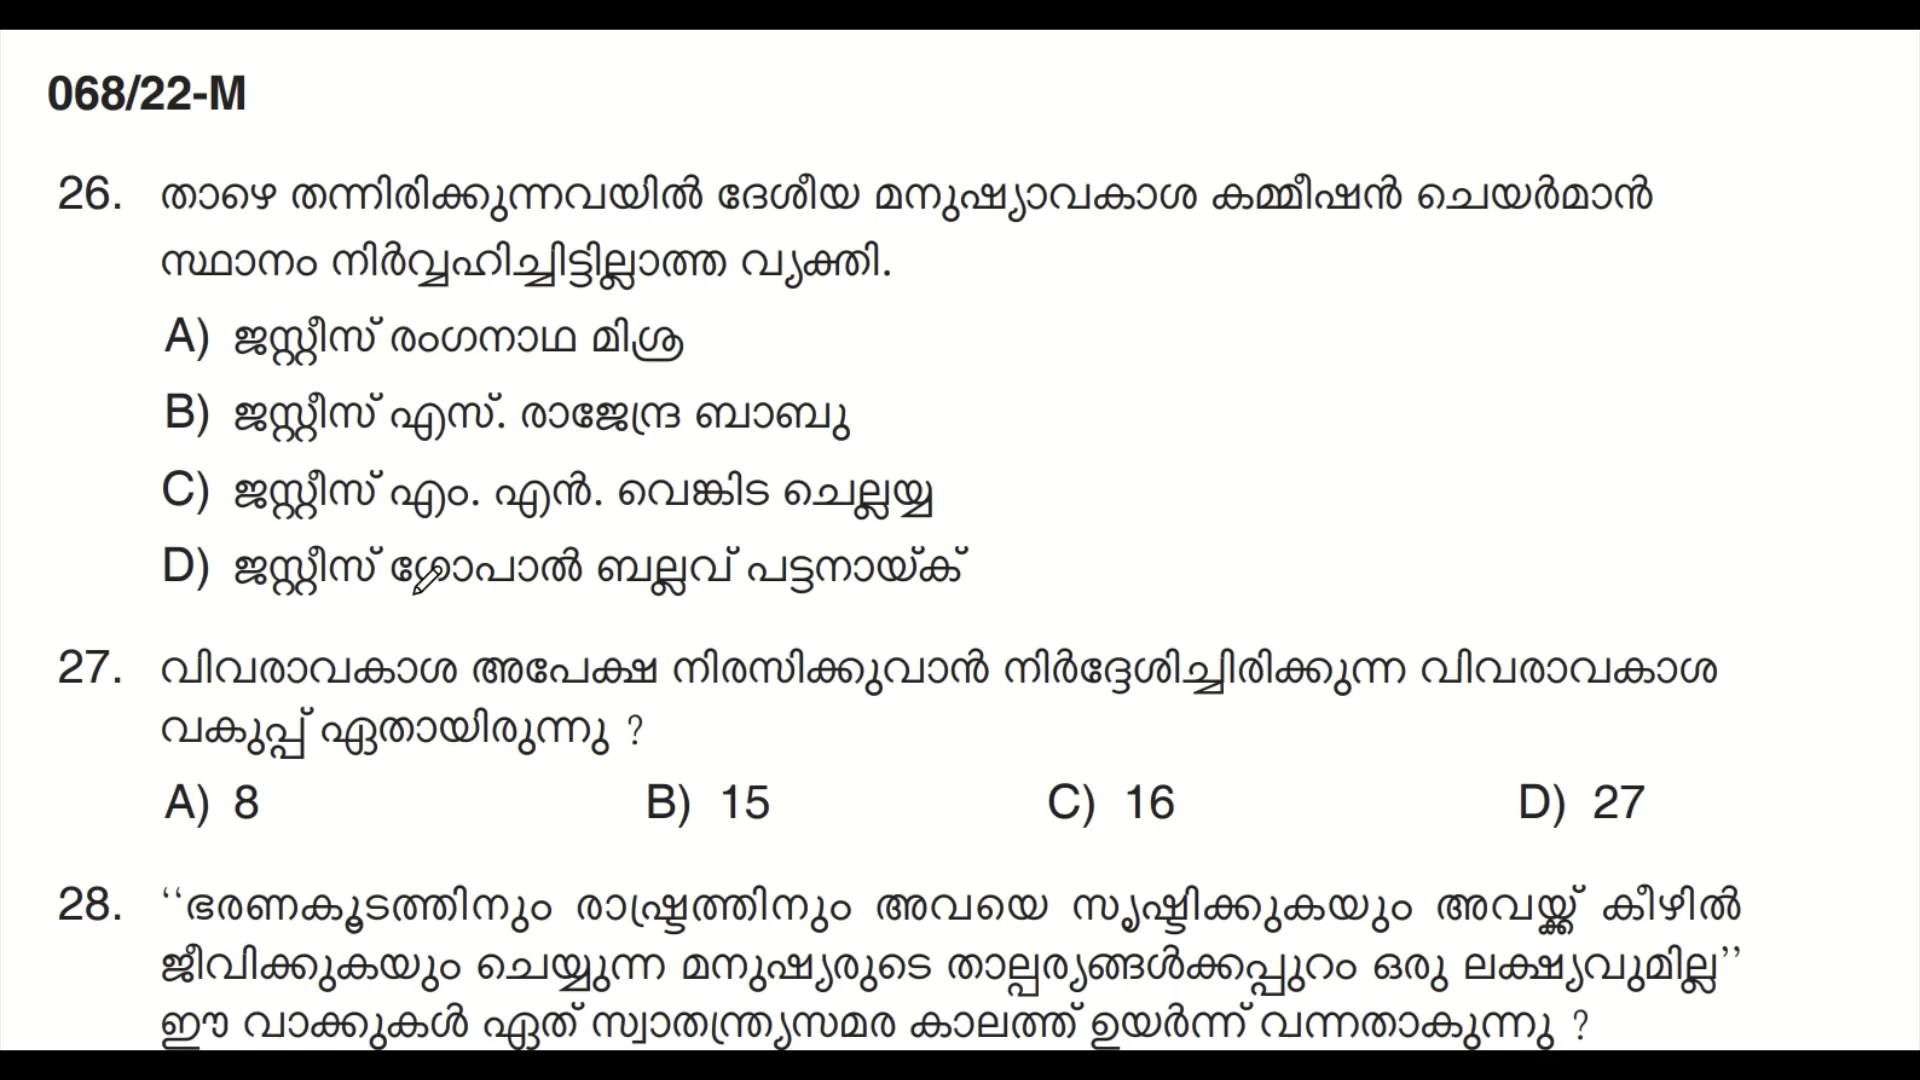 068/22-M
26. താഴെ തന്നിരിക്കുന്നവയിൽ ദേശീയ മനുഷ്യാവകാശ കമ്മീഷൻ ചെയർമാൻ
സ്ഥാനം നിർവ്വഹിച്ചിട്ടില്ലാത്ത വ്യക്തി.
A) ജസ്റ്റീസ് രംഗനാഥ മിശ്ര
B) ജസ്റ്റീസ് എസ്. രാജേന്ദ്ര ബാബു
C) ജസ്റ്റീസ് എം. എൻ. വെങ്കിട ചെല്ലയ്യ
D) ജസ്റ്റീസ് ഗോപാൽ ബല്ലവ് പട്ടനായ്ക്
27. വിവരാവകാശ അപേക്ഷ നിരസിക്കുവാൻ നിർദ്ദേശിച്ചിരിക്കുന്ന വിവരാവകാശ
വകുപ്പ് ഏതായിരുന്നു ?
A) 8 B) 15 C) 16 D) 27
28. ‘‘ഭരണകൂടത്തിനും രാഷ്ട്രത്തിനും അവയെ സൃഷ്ടിക്കുകയും അവയ്ക്ക് കീഴിൽ
ജീവിക്കുകയും ചെയ്യുന്ന മനുഷ്യരുടെ താല്പര്യങ്ങൾക്കപ്പുറം ഒരു ലക്ഷ്യവുമില്ല’’
ഈ വാക്കുകൾ ഏത് സ്വാതന്ത്ര്യസമര കാലത്ത് ഉയർന്ന് വന്നതാകുന്നു ?